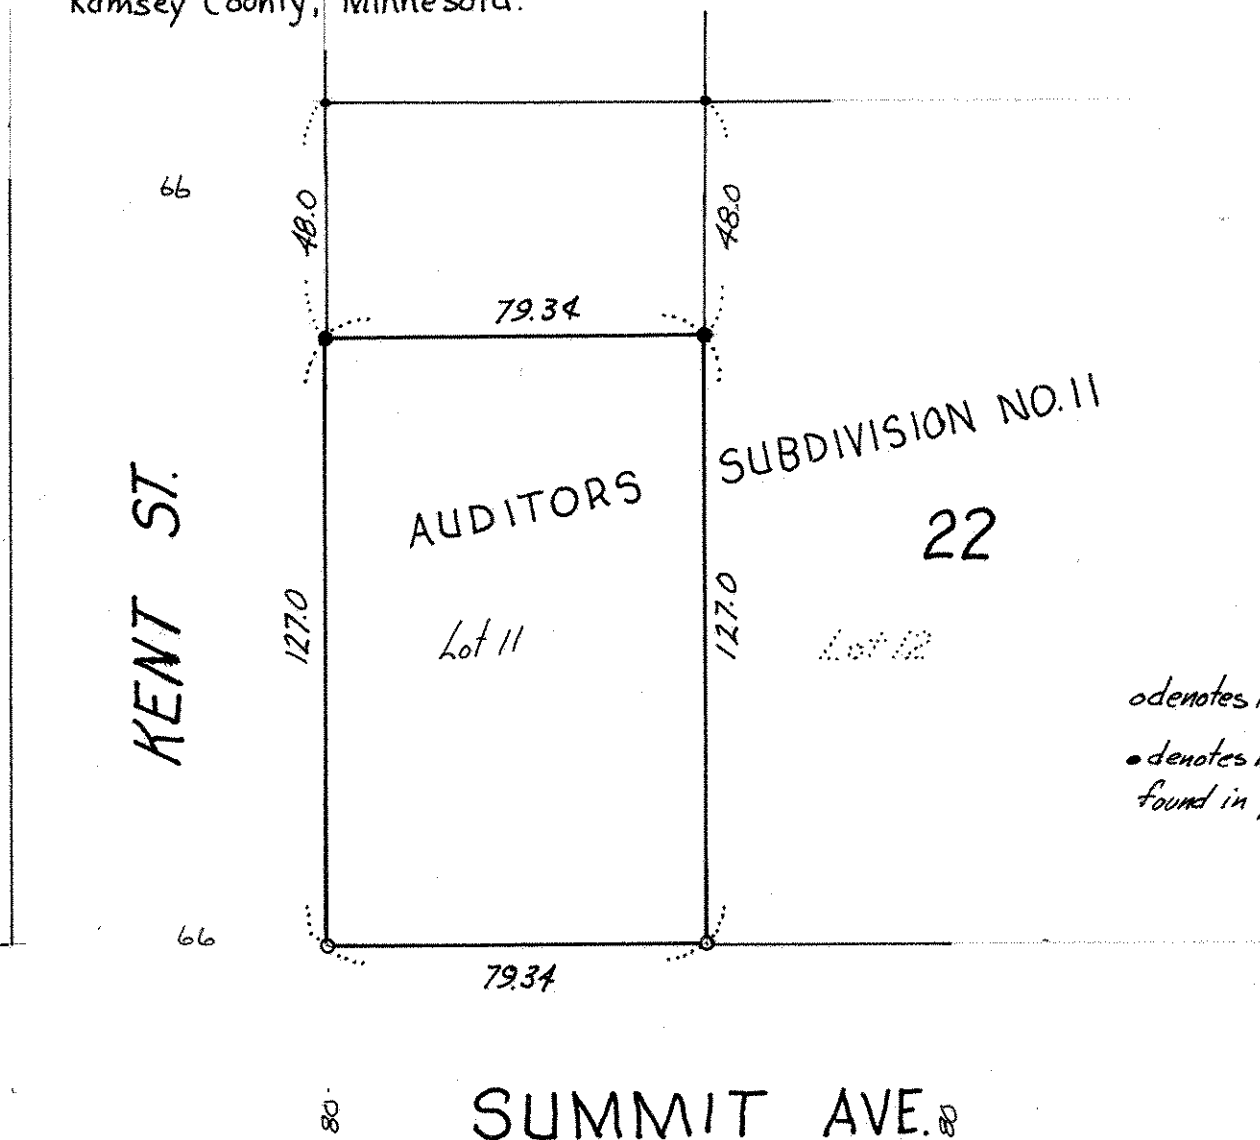 Ramsey County, Minnesota.
66
48.0
48.0
79.34
SUBDIVISION NO. 11
AUDITORS
22
KENT ST.
127.0
127.0
Lot 11
Lot 12
o denotes
• denotes
found in
66
79.34
80
SUMMIT AVE.
80